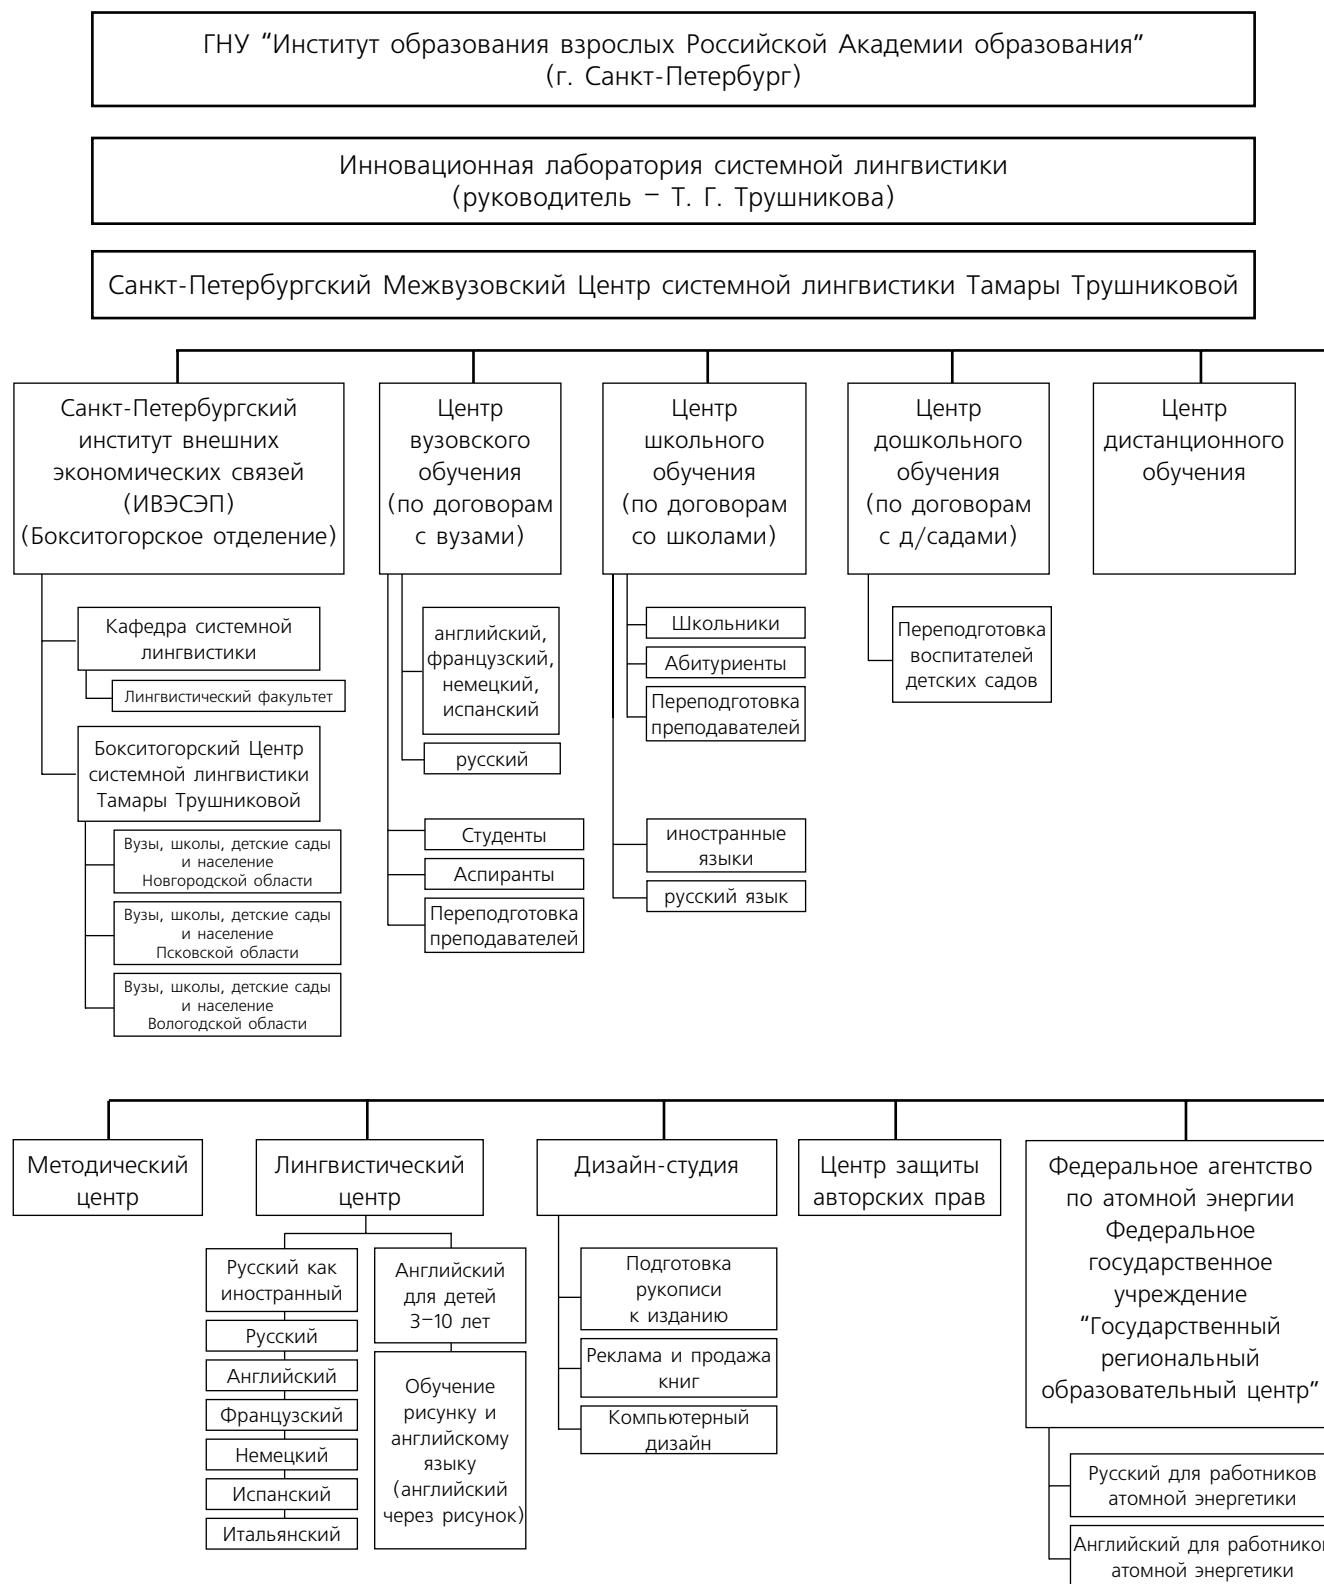 ГНУ “Институт образования взрослых Российской Академии образования”
(г. Санкт-Петербург)
Инновационная лаборатория системной лингвистики
(руководитель – Т. Г. Трушникова)
Санкт-Петербургский Межвузовский Центр системной лингвистики Тамары Трушниковой
Санкт-Петербургский
институт внешних
экономических связей
(ИВЭСЭП)
(Бокситогорское отделение)
Кафедра системной
лингвистики
Лингвистический факультет
Бокситогорский Центр
системной лингвистики
Тамары Трушниковой
Вузы, школы, детские сады
и население
Новгородской области
Вузы, школы, детские сады
и население
Псковской области
Вузы, школы, детские сады
и население
Вологодской области
Центр
вузовского
обучения
(по договорам
с вузами)
английский,
французский,
немецкий,
испанский
русский
Студенты
Аспиранты
Переподготовка
преподавателей
Центр
школьного
обучения
(по договорам
со школами)
Школьники
Абитуриенты
Переподготовка
преподавателей
иностранные
языки
русский язык
Центр
дошкольного
обучения
(по договорам
с д/садами)
Переподготовка
воспитателей
детских садов
Центр
дистанционного
обучения
Методический
центр
Лингвистический
центр
Русский как
иностранный
Русский
Английский
Французский
Немецкий
Испанский
Итальянский
Английский
для детей
3–10 лет
Обучение
рисунку и
английскому
языку
(английский
через рисунок)
Дизайн-студия
Подготовка
рукописи
к изданию
Реклама и продажа
книг
Компьютерный
дизайн
Центр защиты
авторских прав
Федеральное агентство
по атомной энергии
Федеральное
государственное
учреждение
“Государственный
региональный
образовательный центр”
Русский для работников
атомной энергетики
Английский для работников
атомной энергетики